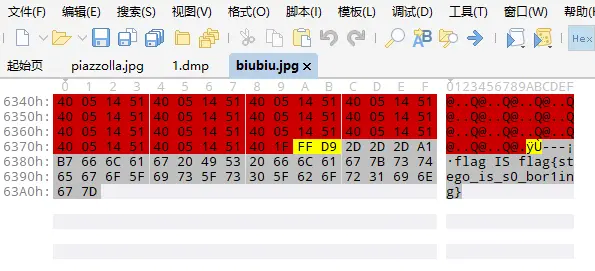 文件(F) 编辑(E) 搜索(S) 视图(V) 格式(O) 脚本(I) 模板(L) 调试(D) 工具(T) 窗口(W) 帮助(
Hex
起始页 piazzolla.jpg 1.dmp biubiu.jpg ×
0 1 2 3 4 5 6 7 8 9 A B C D E F 0123456789ABCDEF
6340h: 40 05 14 51 40 05 14 51 40 05 14 51 40 05 14 51 @..Q@..Q@..Q@..Q
6350h: 40 05 14 51 40 05 14 51 40 05 14 51 40 05 14 51 @..Q@..Q@..Q@..Q
6360h: 40 05 14 51 40 05 14 51 40 05 14 51 40 05 14 51 @..Q@..Q@..Q@..Q
6370h: 40 05 14 51 40 05 14 51 40 1F FF D9 2D 2D 2D A1 @..Q@..Q@.ÿÙ---¡
6380h: B7 66 6C 61 67 20 49 53 20 66 6C 61 67 7B 73 74 ·flag IS flag{st
6390h: 65 67 6F 5F 69 73 5F 73 30 5F 62 6F 72 31 69 6E ego_is_s0_bor1in
63A0h: 67 7D g}